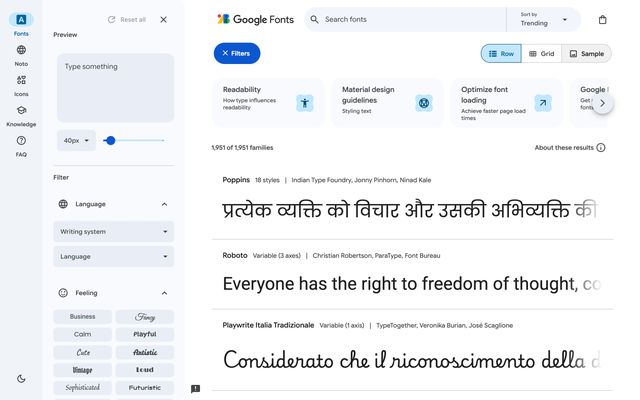 Fonts
Noto
Icons
Knowledge
FAQ
Reset all
Preview
Type something
40px
Filter
Language
Writing system
Language
Feeling
Business
Fancy
Calm
Playful
Cute
Artistic
Vintage
Loud
Sophisticated
Futuristic
Google Fonts
Search fonts
Sort by
Trending
Filters
Row
Grid
Sample
Readability
How type influences
readability
Material design
guidelines
Styling text
Optimize font
loading
Achieve faster page load
times
Google
Get
1,951 of 1,951 families
About these results
Poppins 18 styles | Indian Type Foundry, Jonny Pinhorn, Ninad Kale
प्रत्येक व्यक्ति को विचार और उसकी अभिव्यक्ति की
Roboto Variable (3 axes) | Christian Robertson, ParaType, Font Bureau
Everyone has the right to freedom of thought,
Playwrite Italia Tradizionale Variable (1 axis) | TypeTogether, Veronika Burian, José Scaglione
Considerato che il riconoscimento della